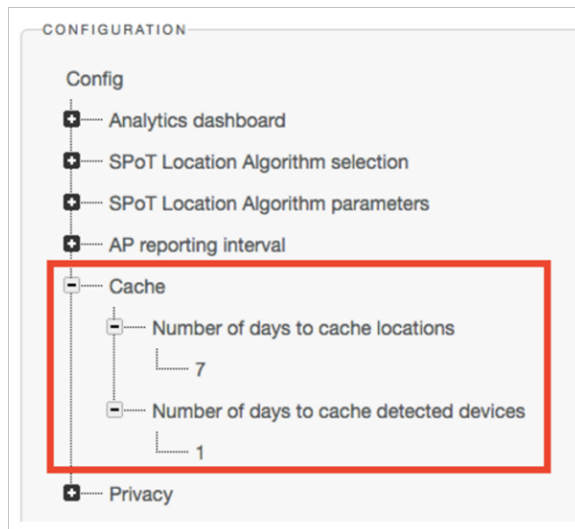 CONFIGURATION
Config
Analytics dashboard
SPoT Location Algorithm selection
SPoT Location Algorithm parameters
AP reporting interval
Cache
Number of days to cache locations
7
Number of days to cache detected devices
1
Privacy